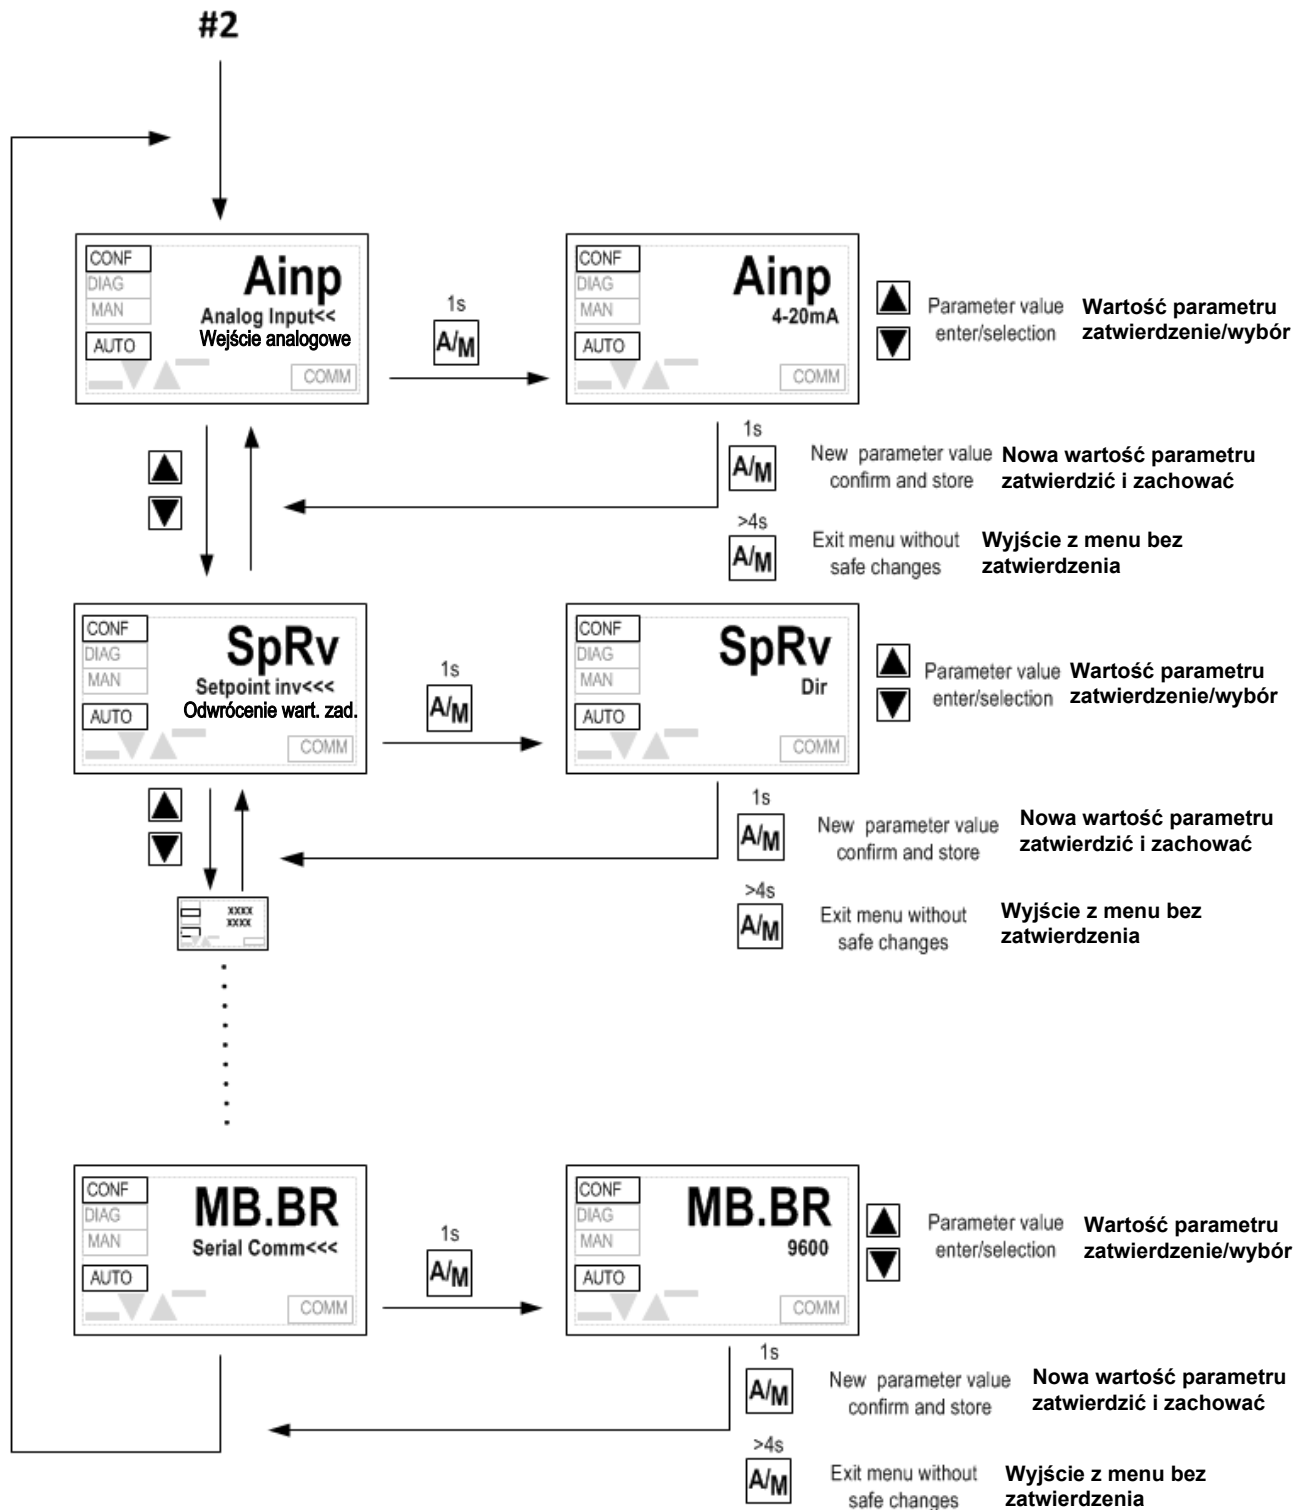 #2
CONF
DIAG
MAN
AUTO
Ainp
Analog Input<<
Wejście analogowe
COMM
1s
A/M
CONF
DIAG
MAN
AUTO
Ainp
4-20mA
COMM
Parameter value
enter/selection
Wartość parametru
zatwierdzenie/wybór
1s
A/M
New parameter value
confirm and store
Nowa wartość parametru
zatwierdzić i zachować
>4s
A/M
Exit menu without
safe changes
Wyjście z menu bez
zatwierdzenia
CONF
DIAG
MAN
AUTO
SpRv
Setpoint inv<<<
Odwrócenie wart. zad.
COMM
1s
A/M
CONF
DIAG
MAN
AUTO
SpRv
Dir
COMM
Parameter value
enter/selection
Wartość parametru
zatwierdzenie/wybór
1s
A/M
New parameter value
confirm and store
Nowa wartość parametru
zatwierdzić i zachować
>4s
A/M
Exit menu without
safe changes
Wyjście z menu bez
zatwierdzenia
xxxx
xxxx
CONF
DIAG
MAN
AUTO
MB.BR
Serial Comm<<<
COMM
1s
A/M
CONF
DIAG
MAN
AUTO
MB.BR
9600
COMM
Parameter value
enter/selection
Wartość parametru
zatwierdzenie/wybór
1s
A/M
New parameter value
confirm and store
Nowa wartość parametru
zatwierdzić i zachować
>4s
A/M
Exit menu without
safe changes
Wyjście z menu bez
zatwierdzenia